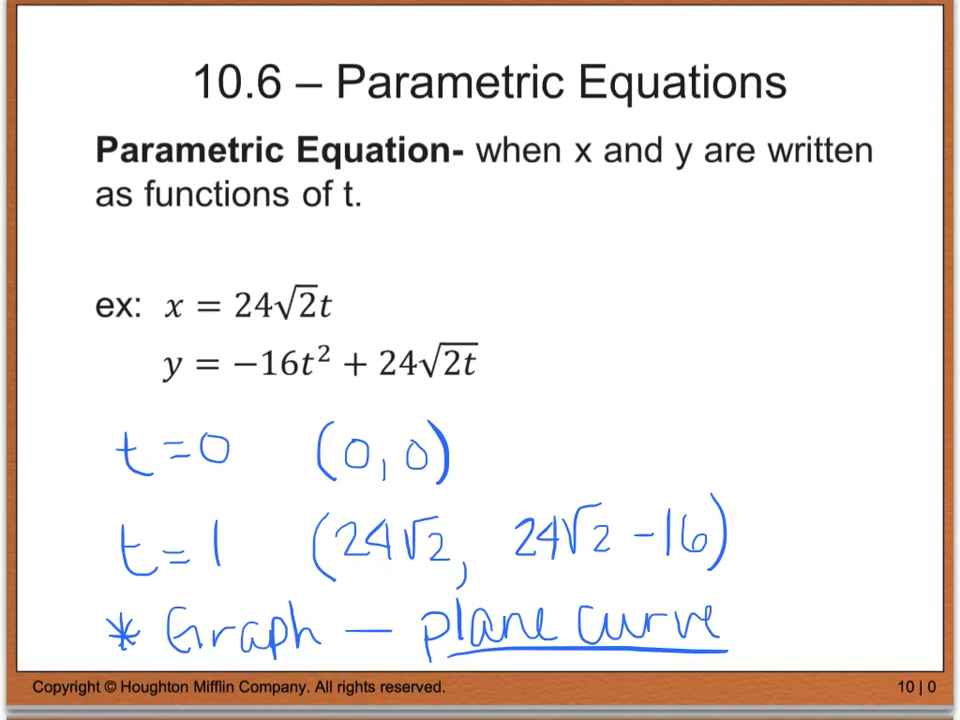 10.6 – Parametric Equations
Parametric Equation- when x and y are written
as functions of t.
ex: x = 24√2t
y = −16t² + 24√2t
t = 0 (0, 0)
t = 1 (24√2, 24√2 - 16)
* Graph — plane curve
Copyright © Houghton Mifflin Company. All rights reserved. 10 | 0